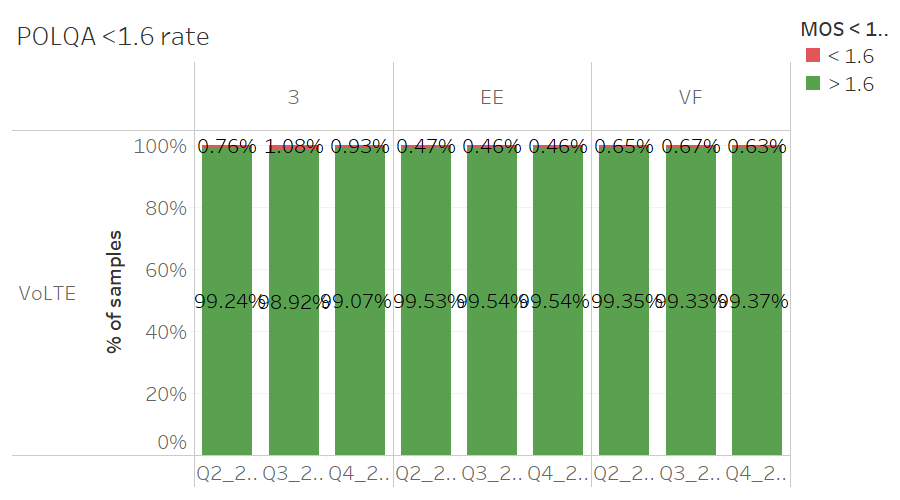 POLQA <1.6 rate
MOS < 1..
< 1.6
> 1.6
3 EE VF
100%
80%
60%
40%
20%
0%
VoLTE
% of samples
0.76% 1.08% 0.93% 0.47% 0.46% 0.46% 0.65% 0.67% 0.63%
99.24% 98.92% 99.07% 99.53% 99.54% 99.54% 99.35% 99.33% 99.37%
Q2_2.. Q3_2.. Q4_2.. Q2_2.. Q3_2.. Q4_2.. Q2_2.. Q3_2.. Q4_2..